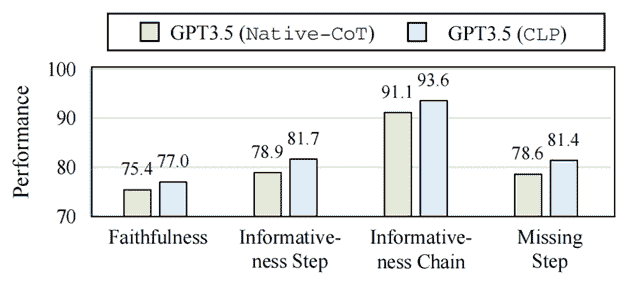 GPT3.5 (Native-CoT) GPT3.5 (CLP)
Performance
100
90
80
70
75.4 77.0
78.9 81.7
91.1 93.6
78.6 81.4
Faithfulness
Informative-
ness Step
Informative-
ness Chain
Missing
Step